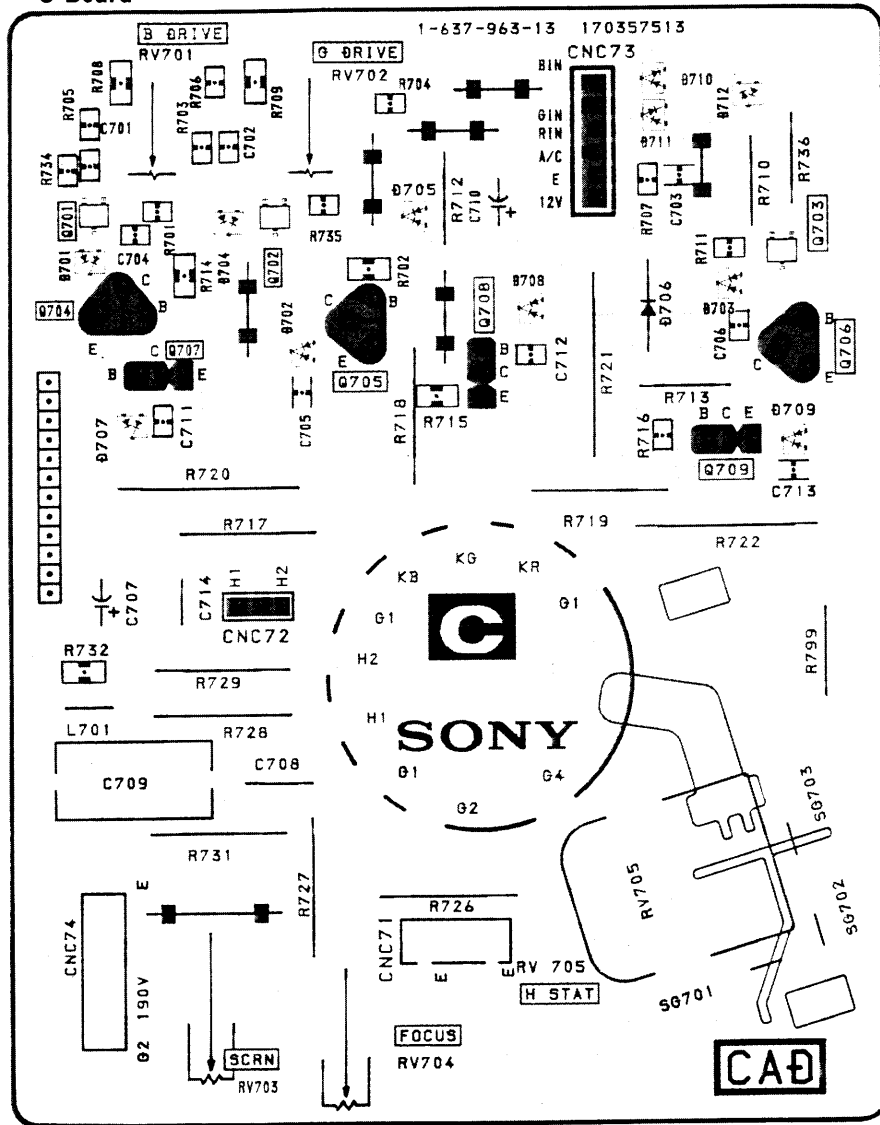 B DRIVE
RV701
G DRIVE
RV702
1-637-963-13 170357513
CNC73
BIN
GIN
RIN
A/C
E
12V
R708
R705
C701
R734
R703
R706
C702
R709
R704
D710
D711
D712
R710
R736
R707
C703
Q703
R711
Q701
D701
C704
R701
R714
D704
Q702
R735
D705
R712
C710
R702
D702
Q708
D708
D706
D703
C706
Q704
C
B
E
C
B
E
Q705
B
C
E
B
C
E
Q706
B
C
E
Q707
C712
R721
R713
D707
C711
C705
R718
R715
R716
B C E
D709
Q709
C713
R720
R717
R719
R722
C707
C714
H1
H2
CNC72
KB
KG
KR
G1
G1
H2
H1
G1
G2
G4
C
SONY
R732
R729
R799
L701
R728
C709
C708
R731
R727
R726
CNC74
E
G2 190V
CNC71
E
E
RV 705
H STAT
RV705
SG703
SG702
SG701
SCRN
RV703
FOCUS
RV704
CAD